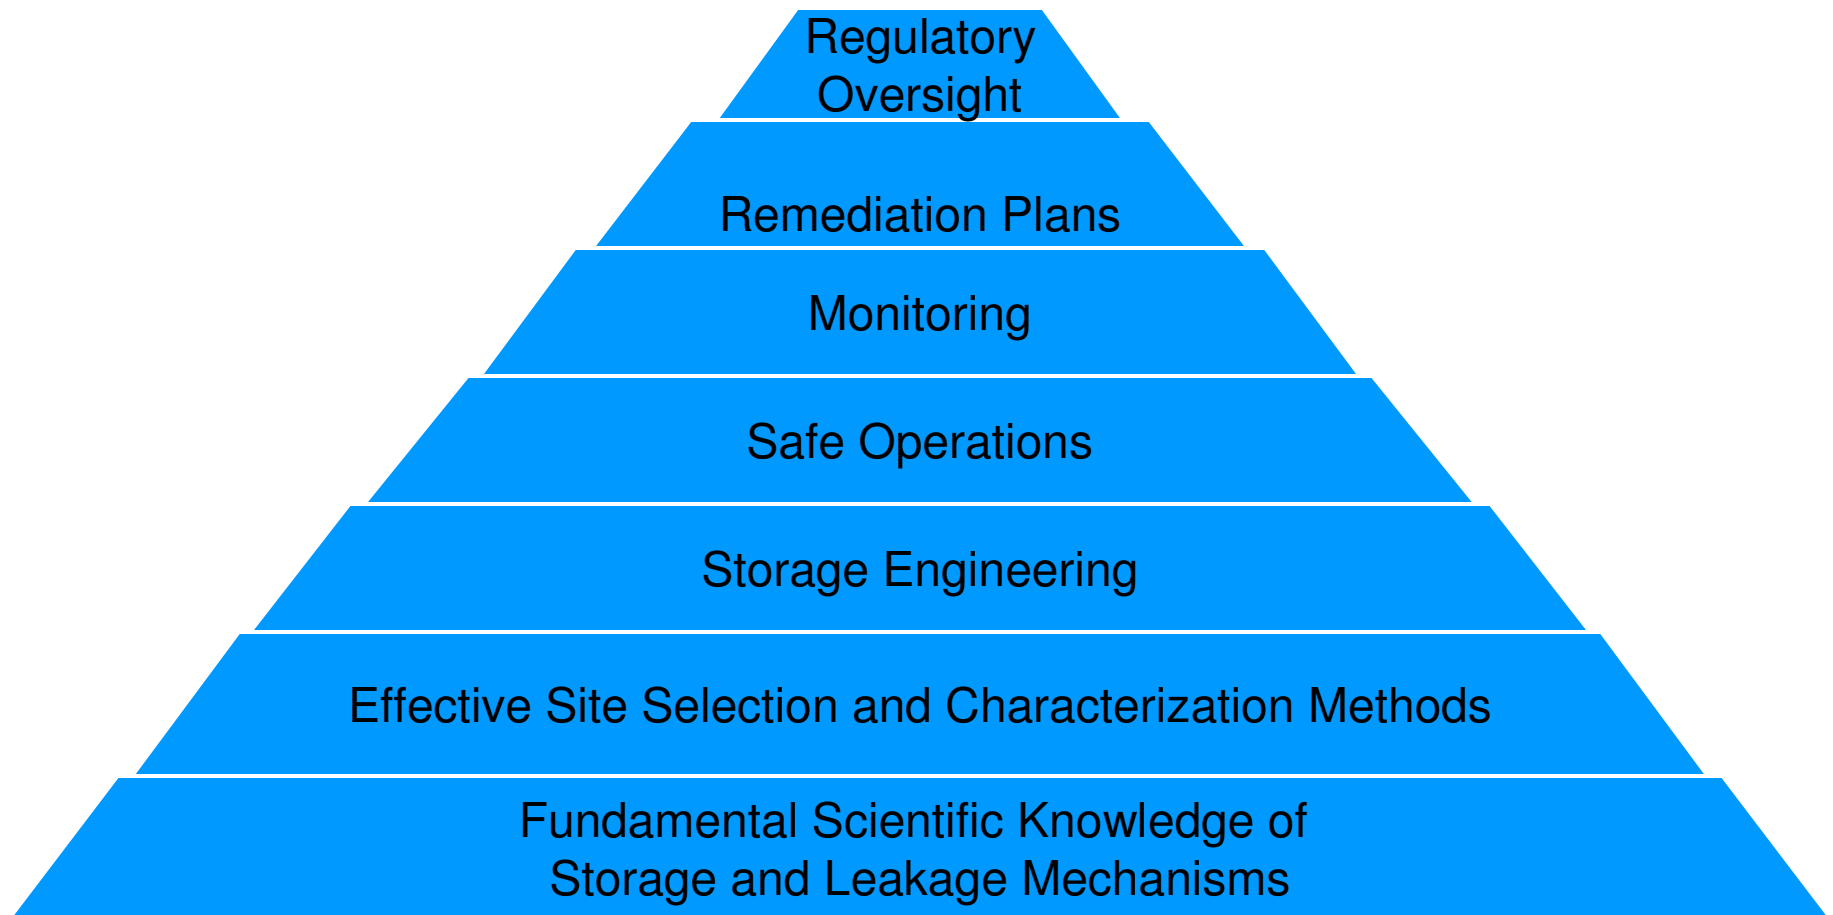 Regulatory
Oversight
Remediation Plans
Monitoring
Safe Operations
Storage Engineering
Effective Site Selection and Characterization Methods
Fundamental Scientific Knowledge of
Storage and Leakage Mechanisms